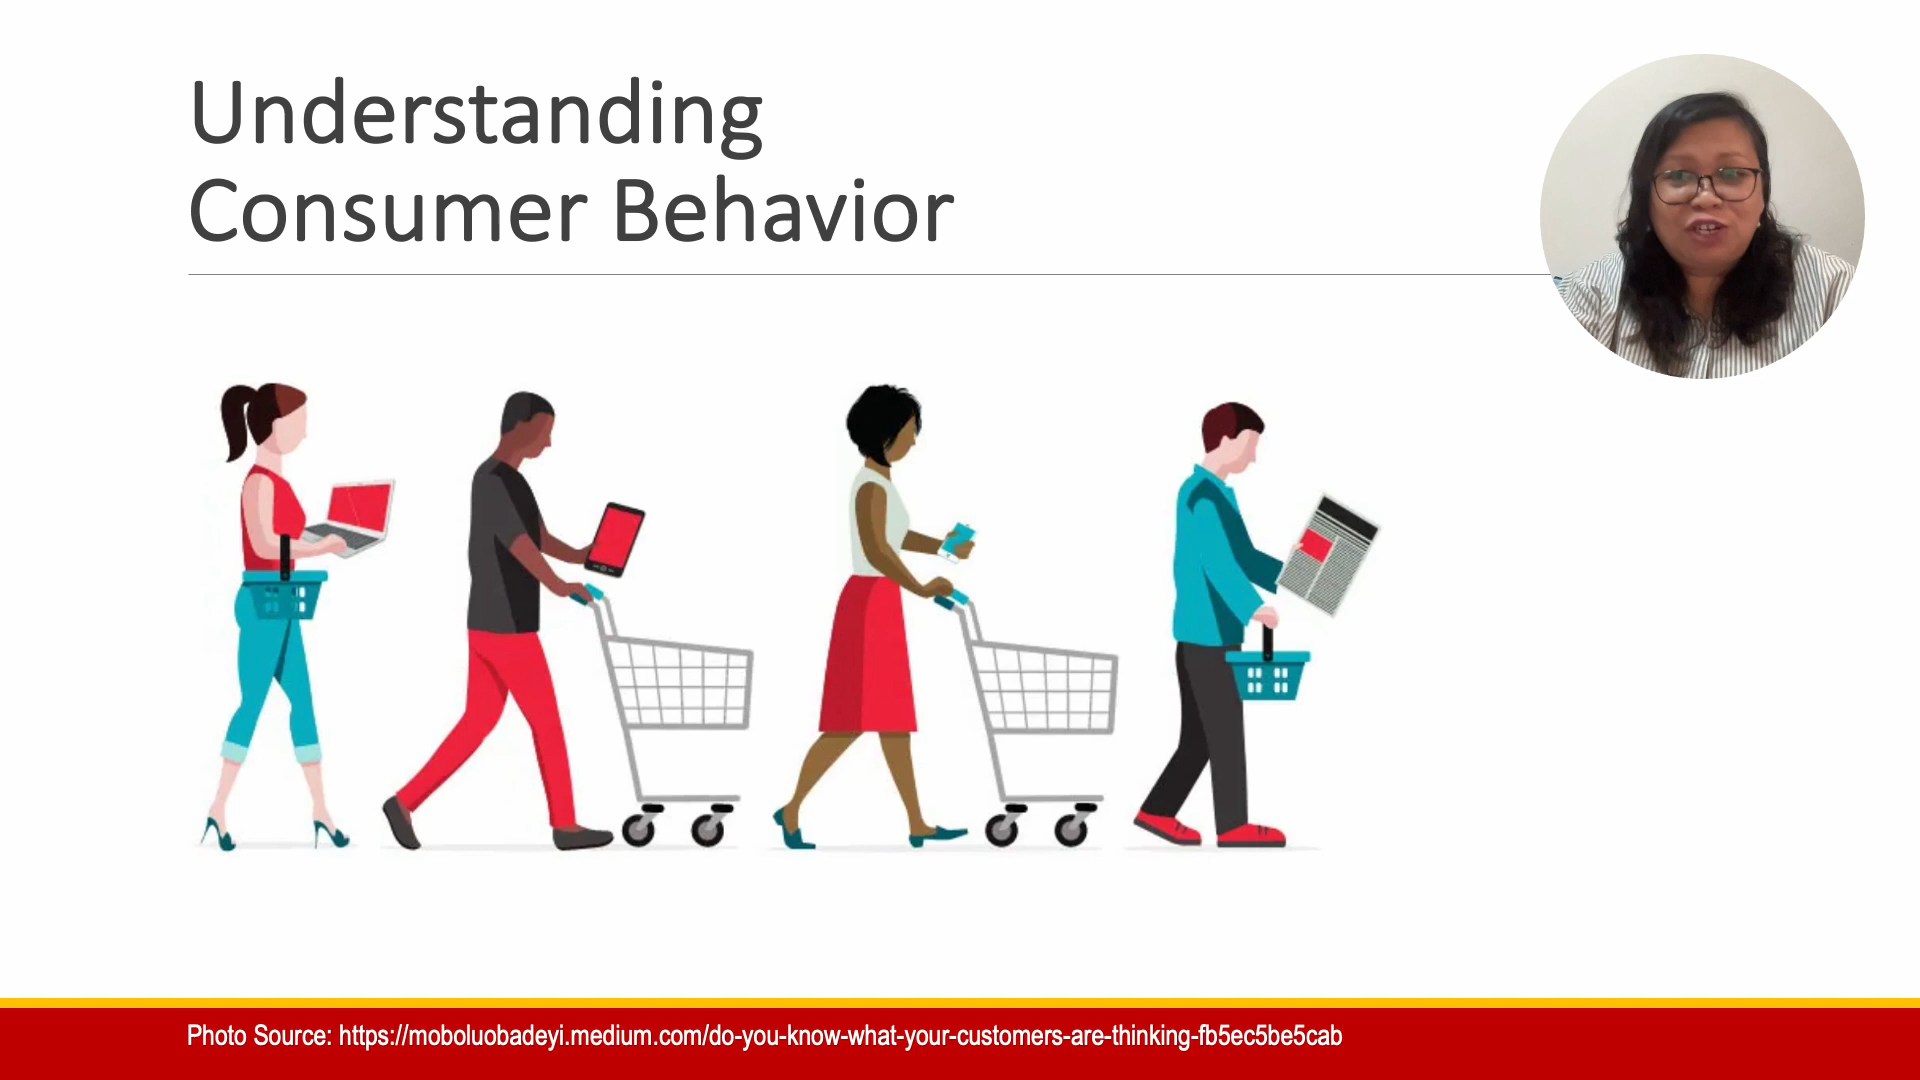 Understanding
Consumer Behavior
Photo Source: https://moboluobadeyi.medium.com/do-you-know-what-your-customers-are-thinking-fb5ec5be5cab